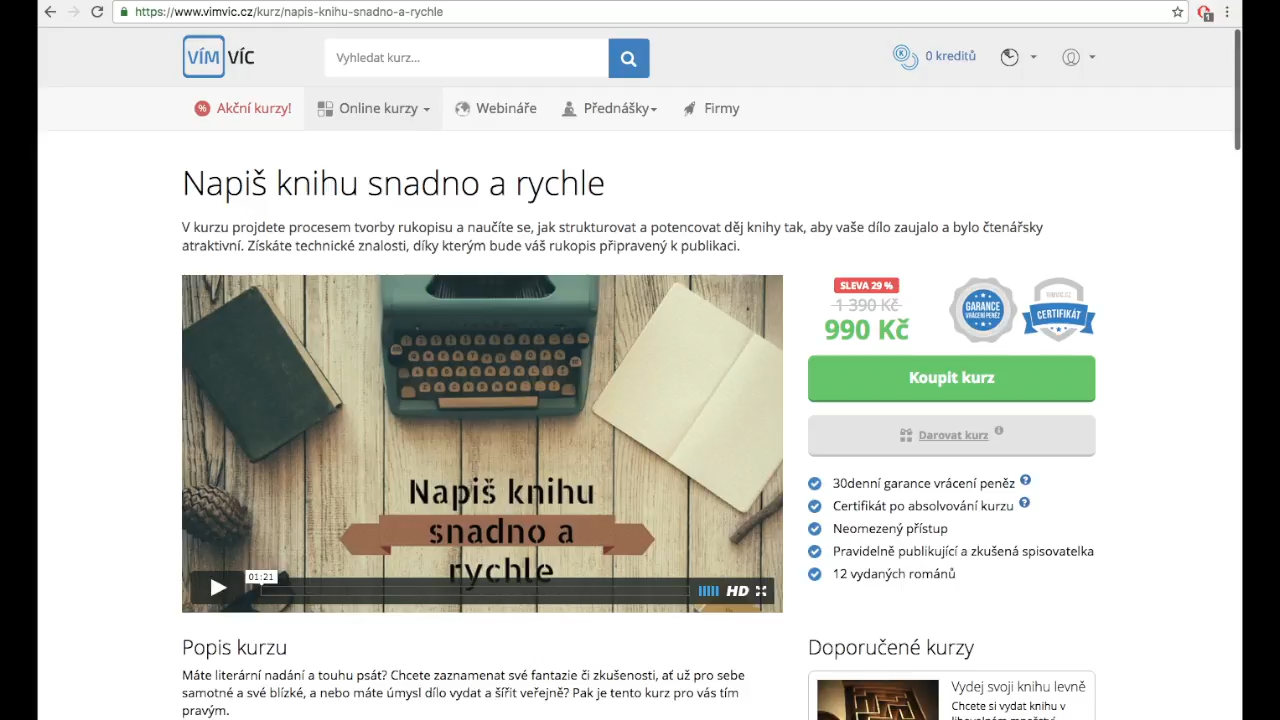 https://www.vimvic.cz/kurz/napis-knihu-snadno-a-rychle
1
VÍM VÍC
Vyhledat kurz...
0 kreditů
Akční kurzy!
Online kurzy
Webináře
Přednášky
Firmy
Napiš knihu snadno a rychle
V kurzu projdete procesem tvorby rukopisu a naučíte se, jak strukturovat a potencovat děj knihy tak, aby vaše dílo zaujalo a bylo čtenářsky
atraktivní. Získáte technické znalosti, díky kterým bude váš rukopis připravený k publikaci.
Napiš knihu
snadno a
rychle
01:21
HD
SLEVA 29 %
1 390 Kč
990 Kč
GARANCE
VRÁCENÍ PENĚZ
VIMVIC.CZ
CERTIFIKÁT
Koupit kurz
Darovat kurz
30denní garance vrácení peněz
Certifikát po absolvování kurzu
Neomezený přístup
Pravidelně publikující a zkušená spisovatelka
12 vydaných románů
Popis kurzu
Máte literární nadání a touhu psát? Chcete zaznamenat své fantazie či zkušenosti, ať už pro sebe
samotné a své blízké, a nebo máte úmysl dílo vydat a šířit veřejně? Pak je tento kurz pro vás tím
pravým.
Doporučené kurzy
Vydej svoji knihu levně
Chcete si vydat knihu v